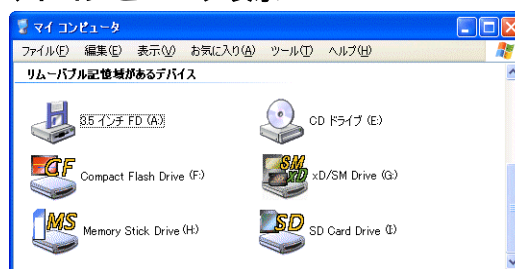 マイ コンピュータ
ファイル(F) 編集(E) 表示(V) お気に入り(A) ツール(T) ヘルプ(H)
リムーバブル記憶域があるデバイス
3.5 インチ FD (A:) CD ドライブ (E:)
CF Compact Flash Drive (F:) SM xD xD/SM Drive (G:)
MS Memory Stick Drive (H:) SD SD Card Drive (I:)